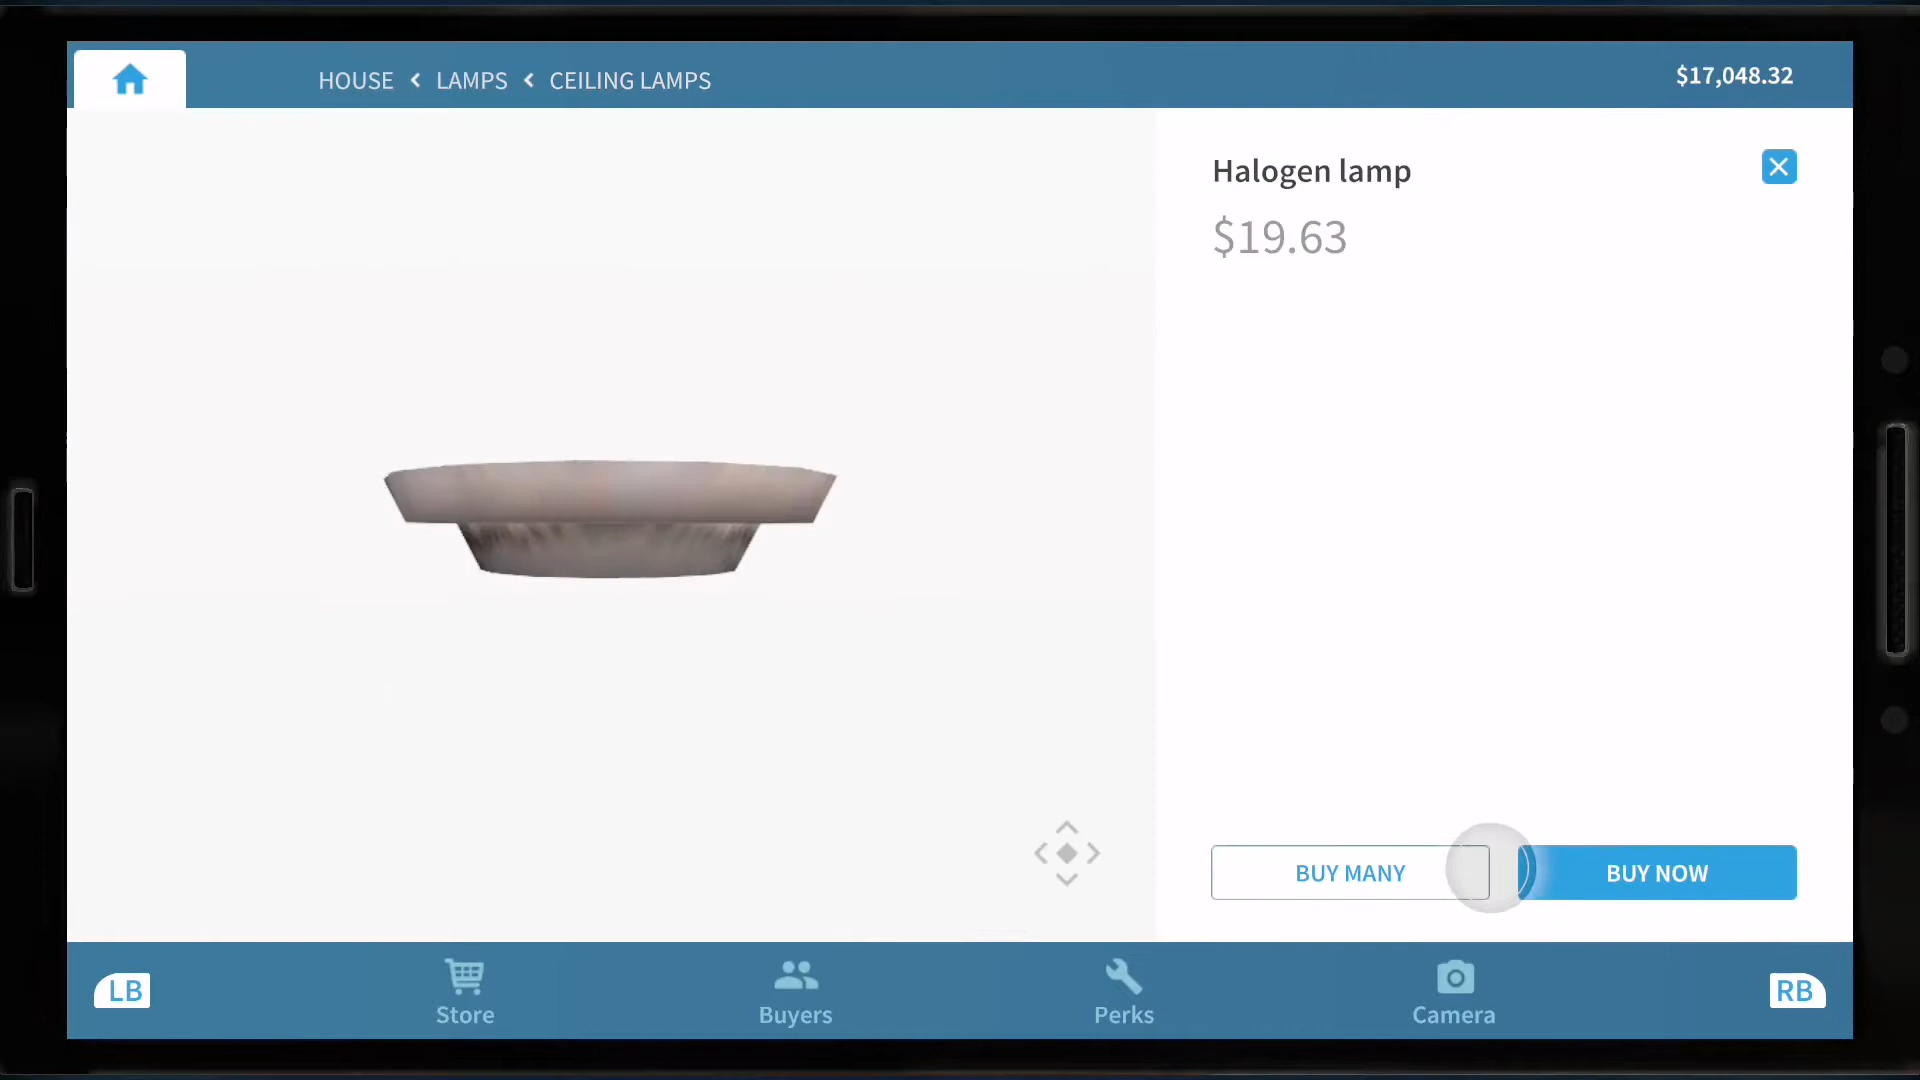 HOUSE < LAMPS < CEILING LAMPS
$17,048.32
Halogen lamp
$19.63
BUY MANY
BUY NOW
LB
Store
Buyers
Perks
Camera
RB